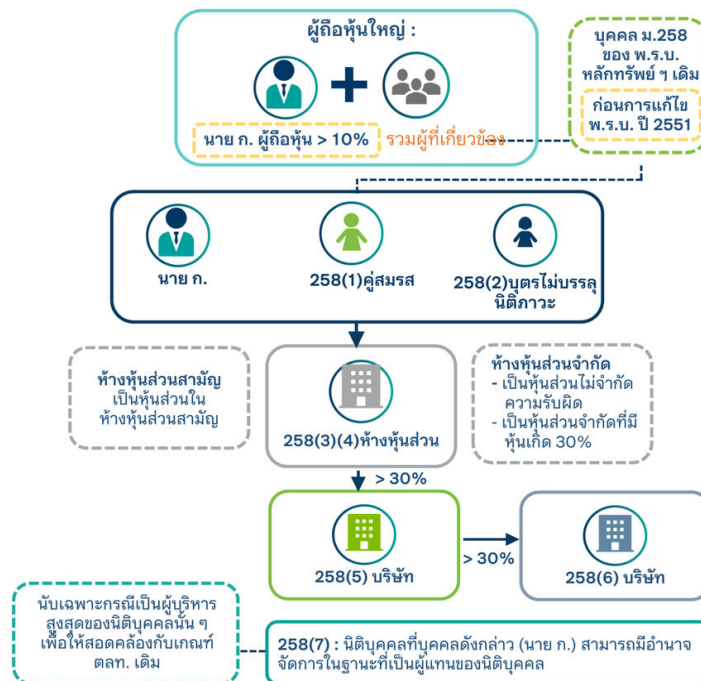 ผู้ถือหุ้นใหญ่ :
นาย ก. ผู้ถือหุ้น > 10%
รวมผู้ที่เกี่ยวข้อง
บุคคล ม.258
ของ พ.ร.บ.
หลักทรัพย์ ฯ เดิม
ก่อนการแก้ไข
พ.ร.บ. ปี 2551
นาย ก.
258(1)คู่สมรส
258(2)บุตรไม่บรรลุ
นิติภาวะ
ห้างหุ้นส่วนสามัญ
เป็นหุ้นส่วนใน
ห้างหุ้นส่วนสามัญ
258(3)(4)ห้างหุ้นส่วน
ห้างหุ้นส่วนจำกัด
- เป็นหุ้นส่วนไม่จำกัด
ความรับผิด
- เป็นหุ้นส่วนจำกัดที่มี
หุ้นเกิด 30%
> 30%
258(5) บริษัท
> 30%
258(6) บริษัท
นับเฉพาะกรณีเป็นผู้บริหาร
สูงสุดของนิติบุคคลนั้น ๆ
เพื่อให้สอดคล้องกับเกณฑ์
ตลท. เดิม
258(7) : นิติบุคคลที่บุคคลดังกล่าว (นาย ก.) สามารถมีอำนาจ
จัดการในฐานะที่เป็นผู้แทนของนิติบุคคล